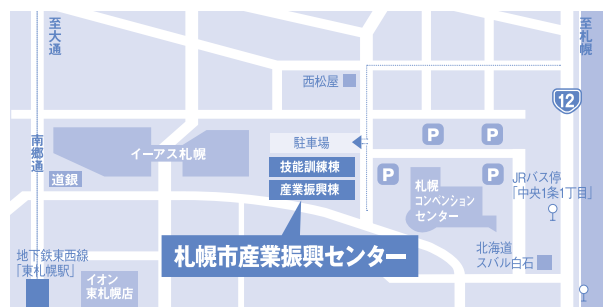 至大通
至札幌
西松屋
12
南郷通
駐車場
P
P
イーアス札幌
技能訓練棟
道銀
産業振興棟
P
P
札幌
コンベンション
センター
JRバス停
「中央1条1丁目」
札幌市産業振興センター
地下鉄東西線
「東札幌駅」
イオン
東札幌店
北海道
スバル白石